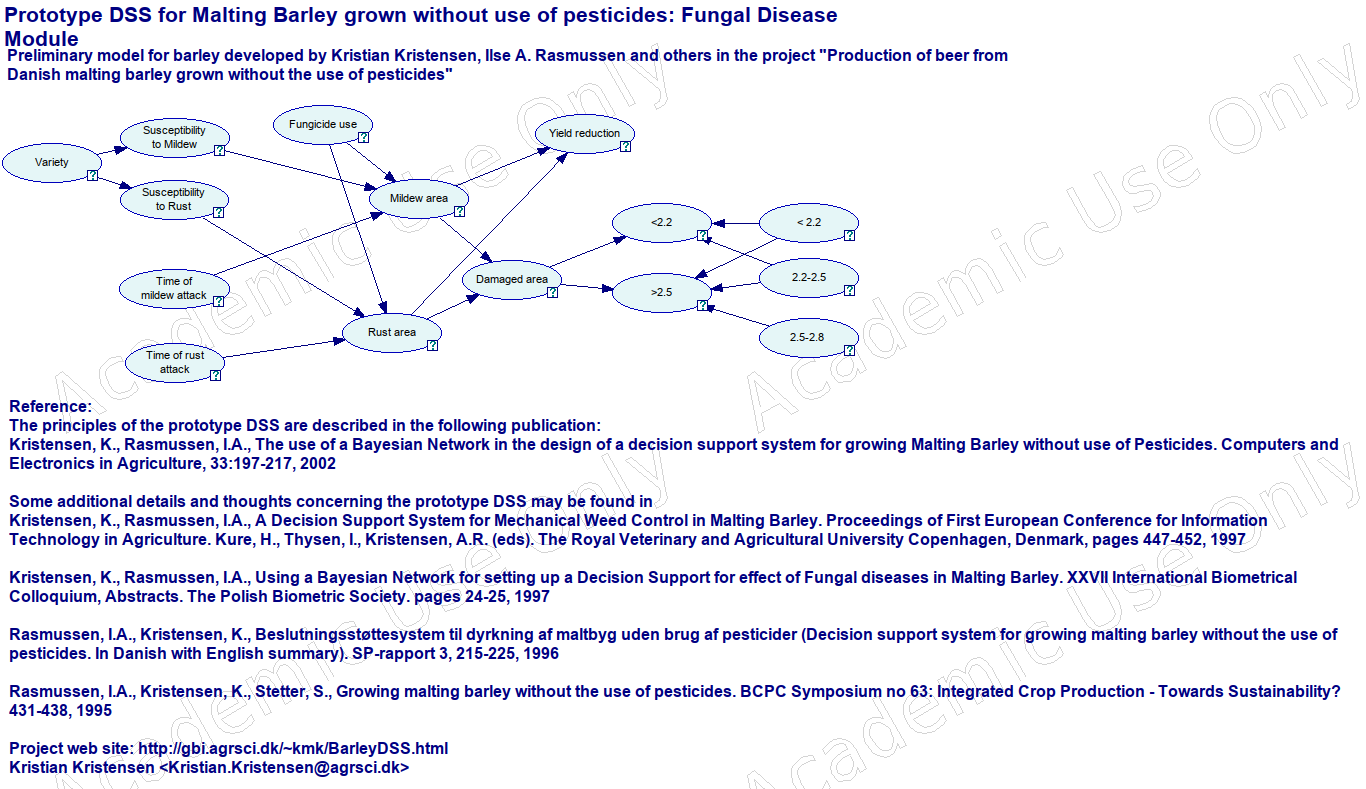 Prototype DSS for Malting Barley grown without use of pesticides: Fungal Disease
Module
Preliminary model for barley developed by Kristian Kristensen, Ilse A. Rasmussen and others in the project "Production of beer from
Danish malting barley grown without the use of pesticides"
Variety
?
Susceptibility
to Mildew
?
Susceptibility
to Rust
?
Fungicide use
?
Yield reduction
?
Mildew area
?
Time of
mildew attack
?
Time of rust
attack
?
Rust area
?
Damaged area
?
<2.2
?
>2.5
?
< 2.2
?
2.2-2.5
?
2.5-2.8
?
Reference:
The principles of the prototype DSS are described in the following publication:
Kristensen, K., Rasmussen, I.A., The use of a Bayesian Network in the design of a decision support system for growing Malting Barley without use of Pesticides. Computers and
Electronics in Agriculture, 33:197-217, 2002
Some additional details and thoughts concerning the prototype DSS may be found in
Kristensen, K., Rasmussen, I.A., A Decision Support System for Mechanical Weed Control in Malting Barley. Proceedings of First European Conference for Information
Technology in Agriculture. Kure, H., Thysen, I., Kristensen, A.R. (eds). The Royal Veterinary and Agricultural University Copenhagen, Denmark, pages 447-452, 1997
Kristensen, K., Rasmussen, I.A., Using a Bayesian Network for setting up a Decision Support for effect of Fungal diseases in Malting Barley. XXVII International Biometrical
Colloquium, Abstracts. The Polish Biometric Society. pages 24-25, 1997
Rasmussen, I.A., Kristensen, K., Beslutningsstøttesystem til dyrkning af maltbyg uden brug af pesticider (Decision support system for growing malting barley without the use of
pesticides. In Danish with English summary). SP-rapport 3, 215-225, 1996
Rasmussen, I.A., Kristensen, K., Stetter, S., Growing malting barley without the use of pesticides. BCPC Symposium no 63: Integrated Crop Production - Towards Sustainability?
431-438, 1995
Project web site: http://gbi.agrsci.dk/~kmk/BarleyDSS.html
Kristian Kristensen <Kristian.Kristensen@agrsci.dk>
Academic Use Only
Academic Use Only
Academic Use Only
Academic Use Only